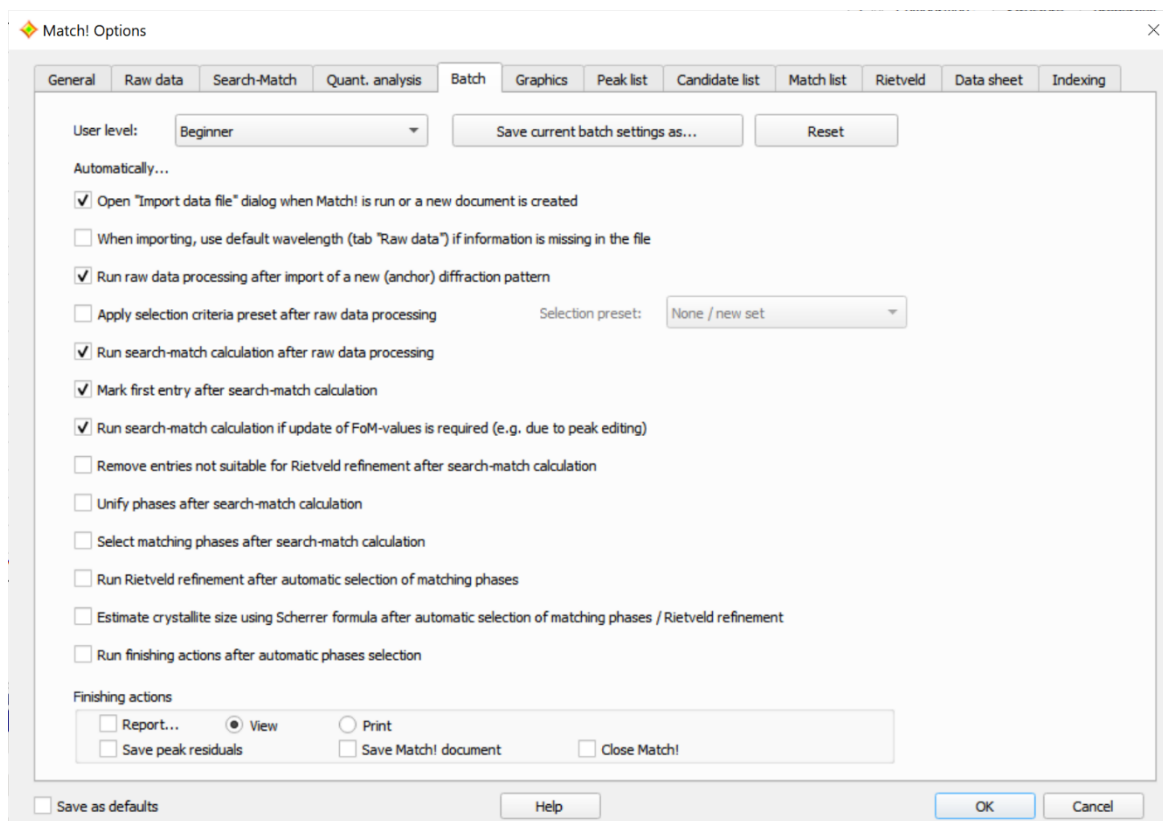 Match! Options
General Raw data Search-Match Quant. analysis Batch Graphics Peak list Candidate list Match list Rietveld Data sheet Indexing
User level: Beginner Save current batch settings as... Reset
Automatically...
Open "Import data file" dialog when Match! is run or a new document is created
When importing, use default wavelength (tab "Raw data") if information is missing in the file
Run raw data processing after import of a new (anchor) diffraction pattern
Apply selection criteria preset after raw data processing Selection preset: None / new set
Run search-match calculation after raw data processing
Mark first entry after search-match calculation
Run search-match calculation if update of FoM-values is required (e.g. due to peak editing)
Remove entries not suitable for Rietveld refinement after search-match calculation
Unify phases after search-match calculation
Select matching phases after search-match calculation
Run Rietveld refinement after automatic selection of matching phases
Estimate crystallite size using Scherrer formula after automatic selection of matching phases / Rietveld refinement
Run finishing actions after automatic phases selection
Finishing actions
Report... View Print
Save peak residuals Save Match! document Close Match!
Save as defaults Help OK Cancel